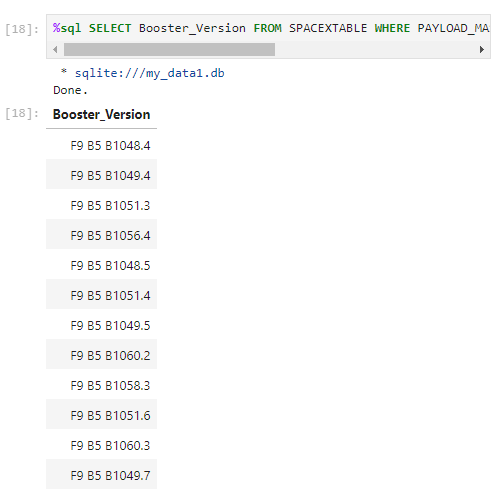 [18]: %sql SELECT Booster_Version FROM SPACEXTABLE WHERE PAYLOAD_MA
* sqlite:///my_data1.db
Done.
[18]: Booster_Version
F9 B5 B1048.4
F9 B5 B1049.4
F9 B5 B1051.3
F9 B5 B1056.4
F9 B5 B1048.5
F9 B5 B1051.4
F9 B5 B1049.5
F9 B5 B1060.2
F9 B5 B1058.3
F9 B5 B1051.6
F9 B5 B1060.3
F9 B5 B1049.7